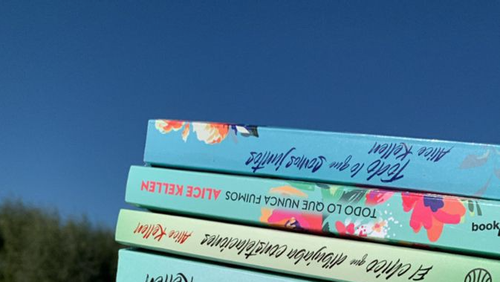 Todo lo que somos juntos
Alice Kellen
ALICE KELLEN TODO LO QUE NUNCA FUIMOS
book
El chico que dibujaba constelaciones Alice Kellen
Kellen